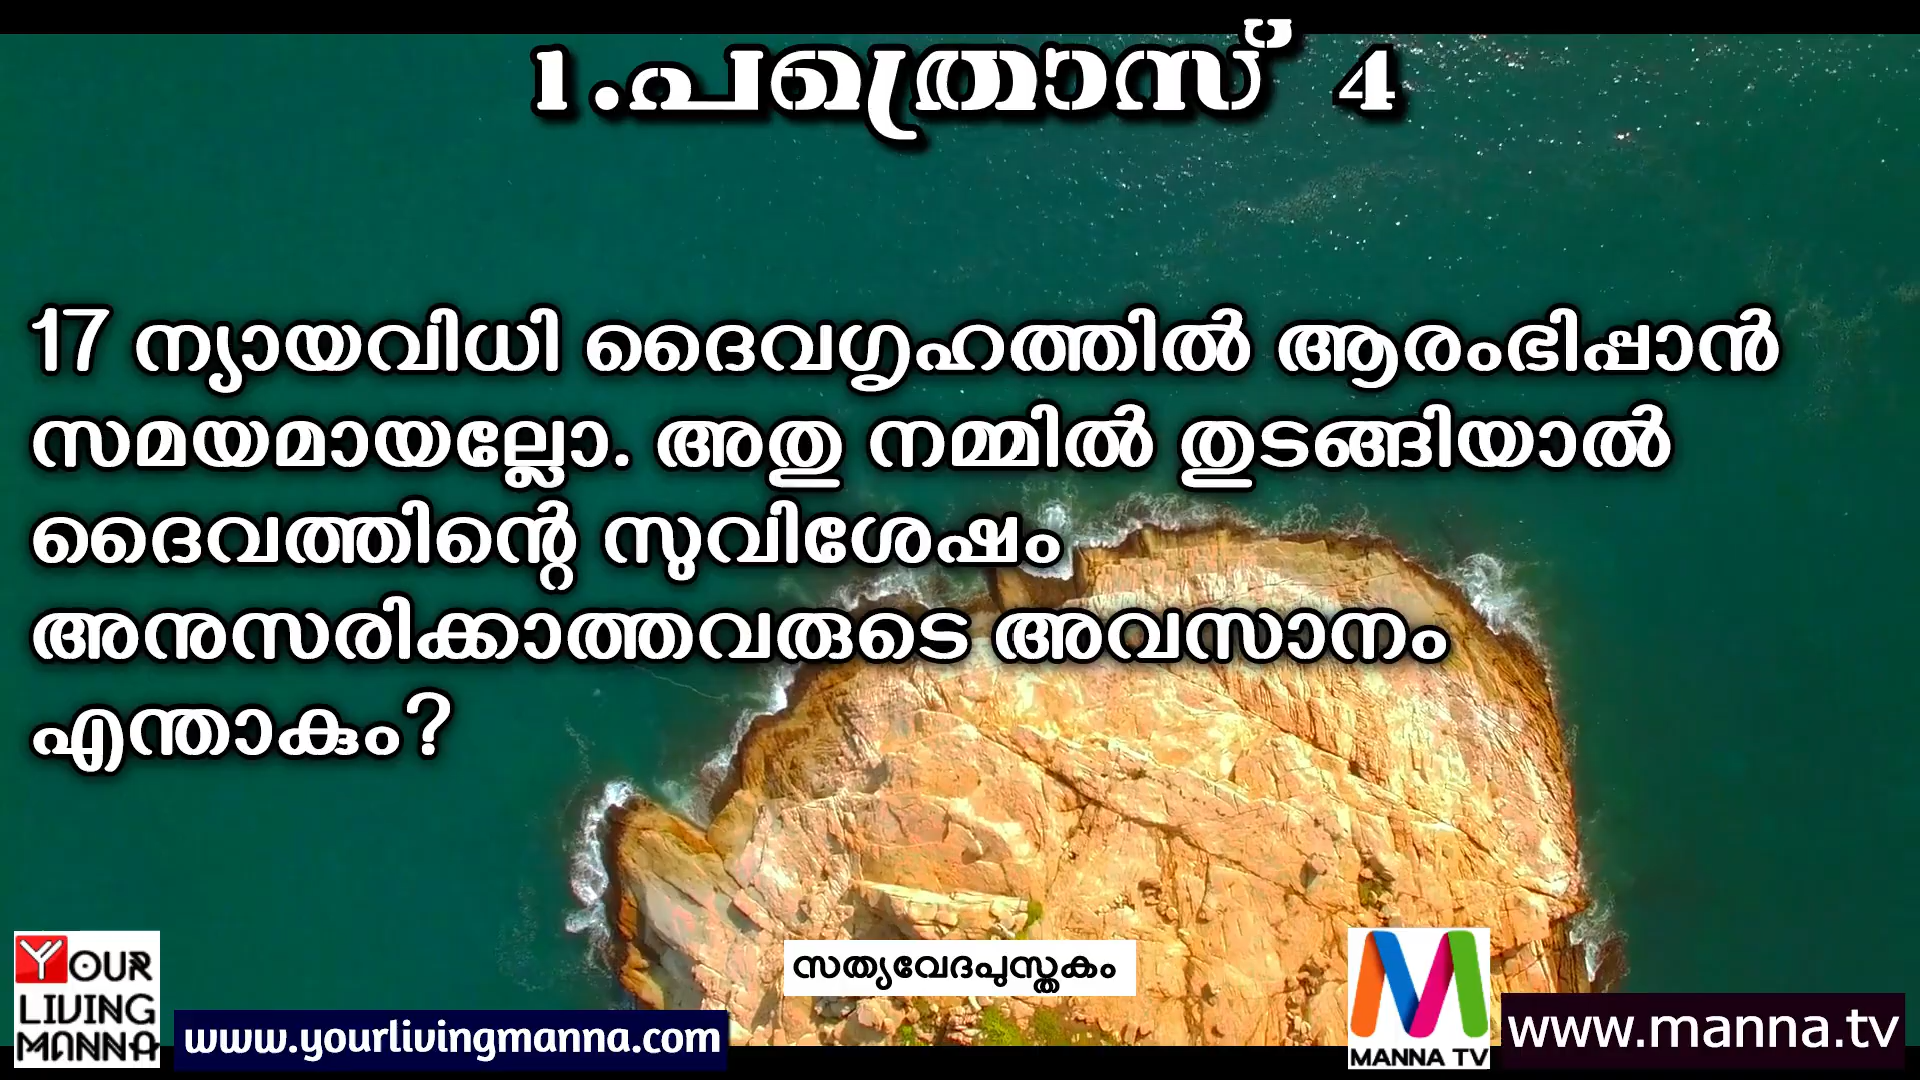 1.പത്രൊസ് 4
17 ന്യായവിധി ദൈവഗൃഹത്തിൽ ആരംഭിപ്പാൻ
സമയമായല്ലോ. അതു നമ്മിൽ തുടങ്ങിയാൽ
ദൈവത്തിന്റെ സുവിശേഷം
അനുസരിക്കാത്തവരുടെ അവസാനം
എന്താകും?
സത്യവേദപുസ്തകം
YOUR
LIVING
MANNA
www.yourlivingmanna.com
MANNA TV
www.manna.tv